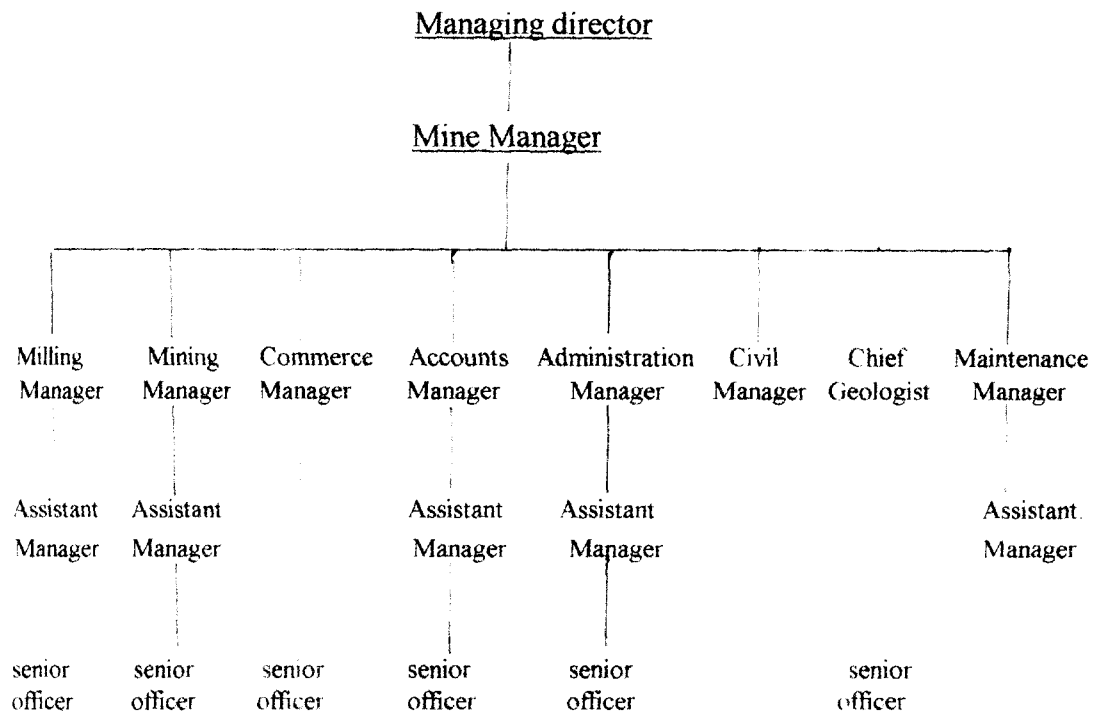 Managing director
Mine Manager
Milling Mining Commerce Accounts Administration Civil Chief Maintenance
Manager Manager Manager Manager Manager Manager Geologist Manager
Assistant Assistant Assistant Assistant Assistant.
Manager Manager Manager Manager Manager
senior senior senior senior senior senior
officer officer officer officer officer officer